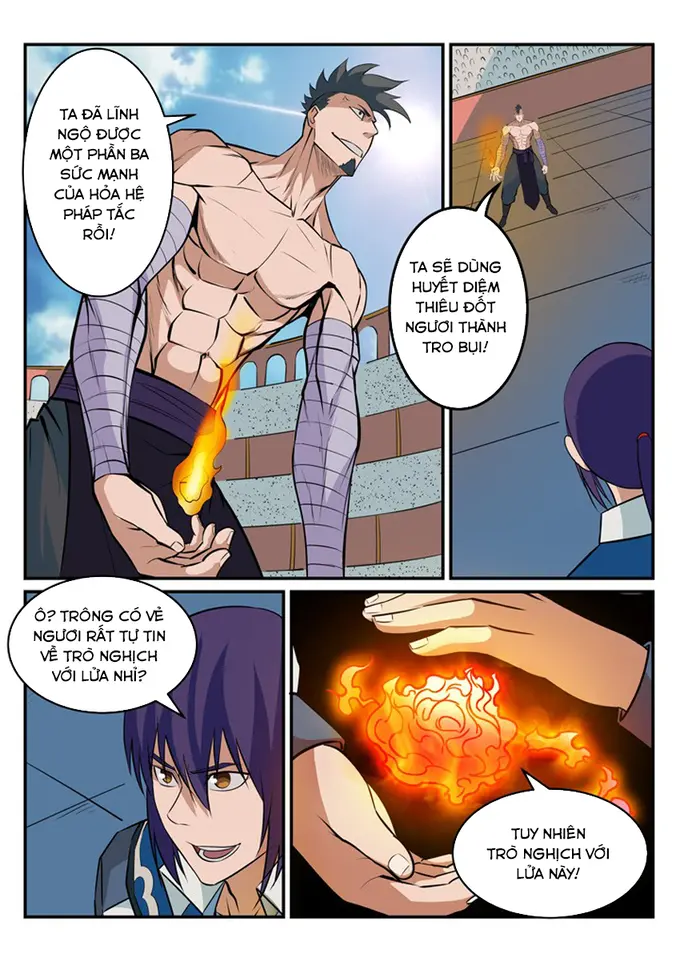 TA ĐÃ LĨNH
NGỘ ĐƯỢC
MỘT PHẦN BA
SỨC MẠNH
CỦA HỎA HỆ
PHÁP TẮC
RỒI!
TA SẼ DÙNG
HUYẾT DIỆM
THIÊU ĐỐT
NGƯƠI THÀNH
TRO BỤI!
Ồ? TRÔNG CÓ VẺ
NGƯƠI RẤT TỰ TIN
VỀ TRÒ NGHỊCH
VỚI LỬA NHỈ?
TUY NHIÊN
TRÒ NGHỊCH VỚI
LỬA NÀY!